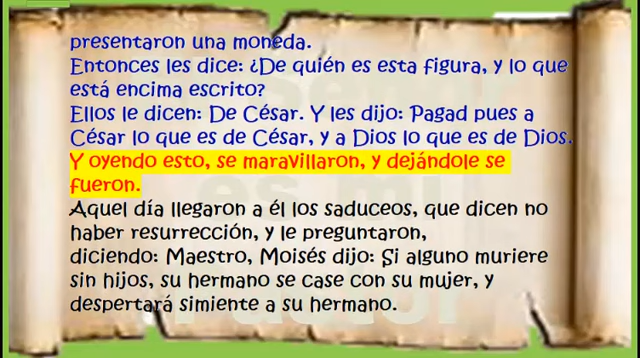 presentaron una moneda.
Entonces les dice: ¿De quién es esta figura, y lo que
está encima escrito?
Ellos le dicen: De César. Y les dijo: Pagad pues a
César lo que es de César, y a Dios lo que es de Dios.
Y oyendo esto, se maravillaron, y dejándole se
fueron.
Aquel día llegaron a él los saduceos, que dicen no
haber resurrección, y le preguntaron,
diciendo: Maestro, Moisés dijo: Si alguno muriere
sin hijos, su hermano se case con su mujer, y
despertará simiente a su hermano.